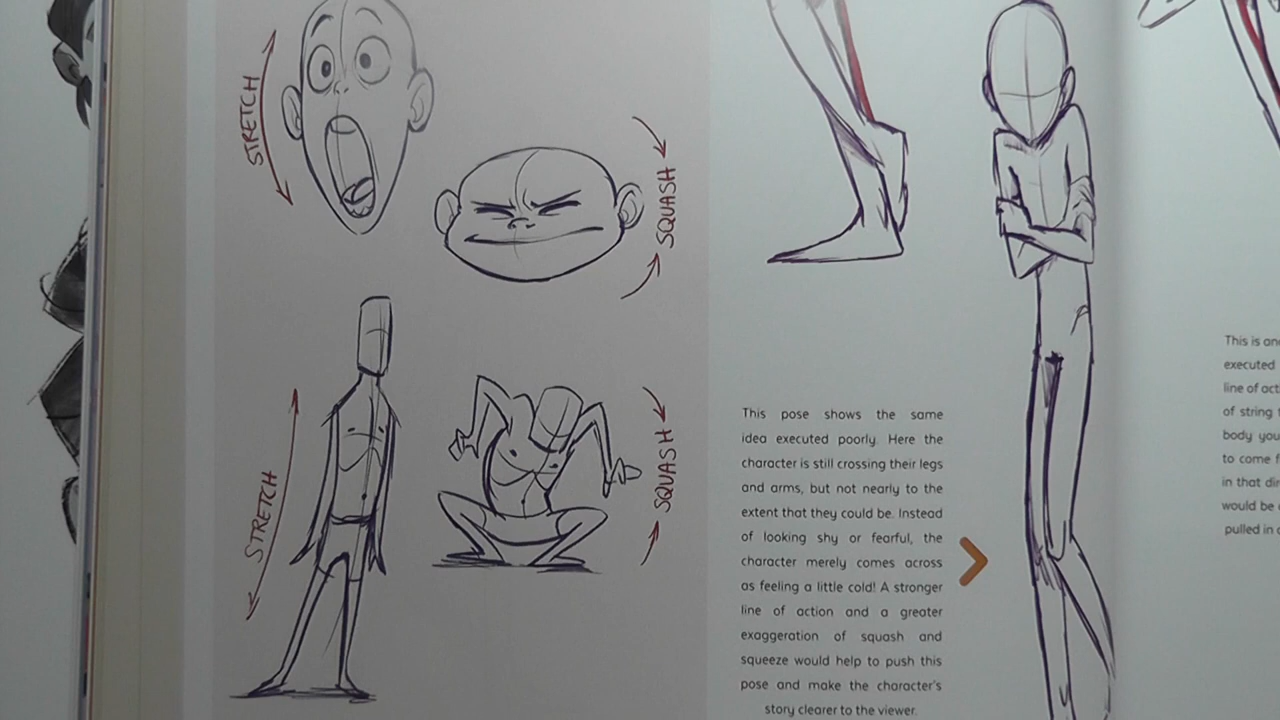 STRETCH
SQUASH
STRETCH
SQUASH
This pose shows the same
idea executed poorly. Here the
character is still crossing their legs
and arms, but not nearly to the
extent that they could be. Instead
of looking shy or fearful, the
character merely comes across
as feeling a little cold! A stronger
line of action and a greater
exaggeration of squash and
squeeze would help to push this
pose and make the character's
story clearer to the viewer.
This is
executed
line of
of string
body
to come
in that
would be
pulled in